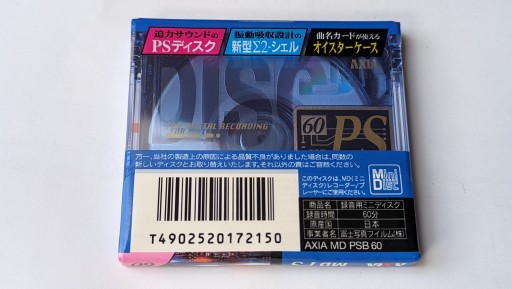 迫力サウンドの
PSディスク
振動吸収設計の
新型ΣΩ-シェル
曲名カードが使える
オイスターケース
AXIA
DISC
DIGITAL RECORDING
60 PS
万一、当社の製造上の原因による品質不良がありました場合は、同数の
新しいディスクとお取り替えいたします。それ以外の責はご容赦ください。
このディスクは、MD(ミニ
ディスク)レコーダー/プ
レーヤーにご使用ください。
Mini
Disc
商品名 録音用ミニディスク
録音時間 60分
原産国 日本
事業者名 富士写真フイルム(株)
AXIA MD PSB 60
T4902520172150
60